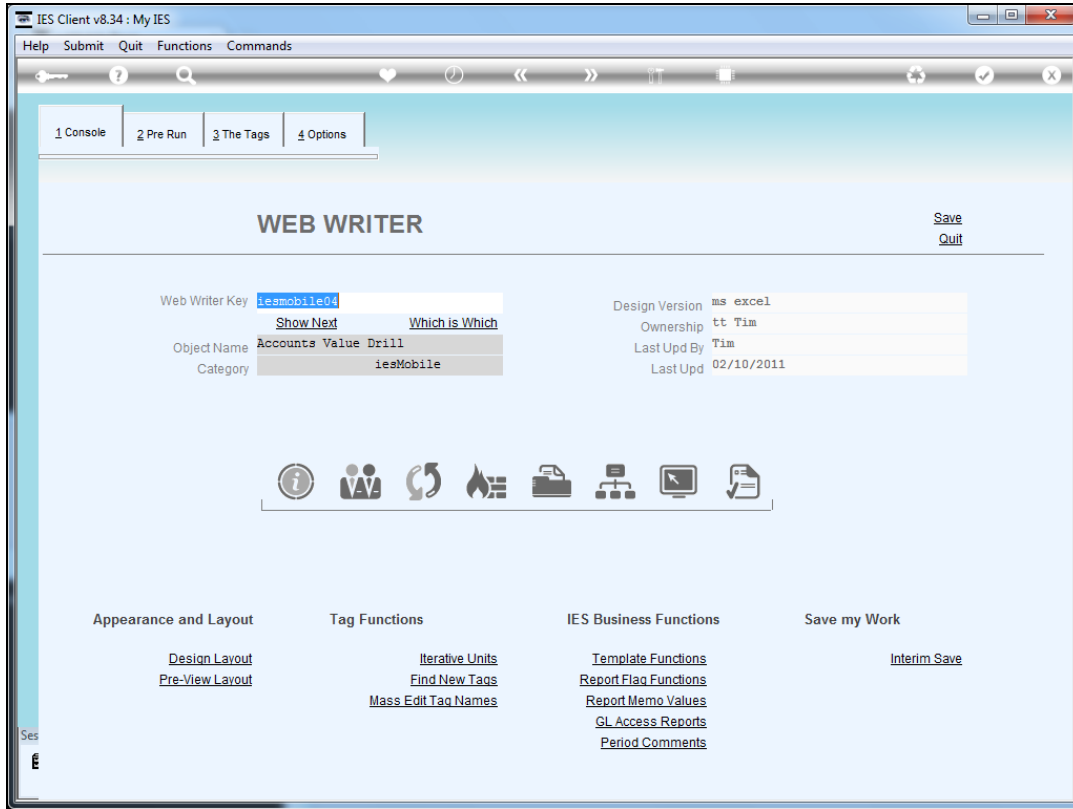 IES Client v8.34 : My IES
Help Submit Quit Functions Commands
1 Console 2 Pre Run 3 The Tags 4 Options
WEB WRITER
Save
Quit
Web Writer Key iesmobile04 Design Version ms excel
Show Next Which is Which Ownership tt Tim
Object Name Accounts Value Drill Last Upd By Tim
Category iesMobile Last Upd 02/10/2011
Appearance and Layout Tag Functions IES Business Functions Save my Work
Design Layout Iterative Units Template Functions Interim Save
Pre-View Layout Find New Tags Report Flag Functions
Mass Edit Tag Names Report Memo Values
GL Access Reports
Period Comments
Ses